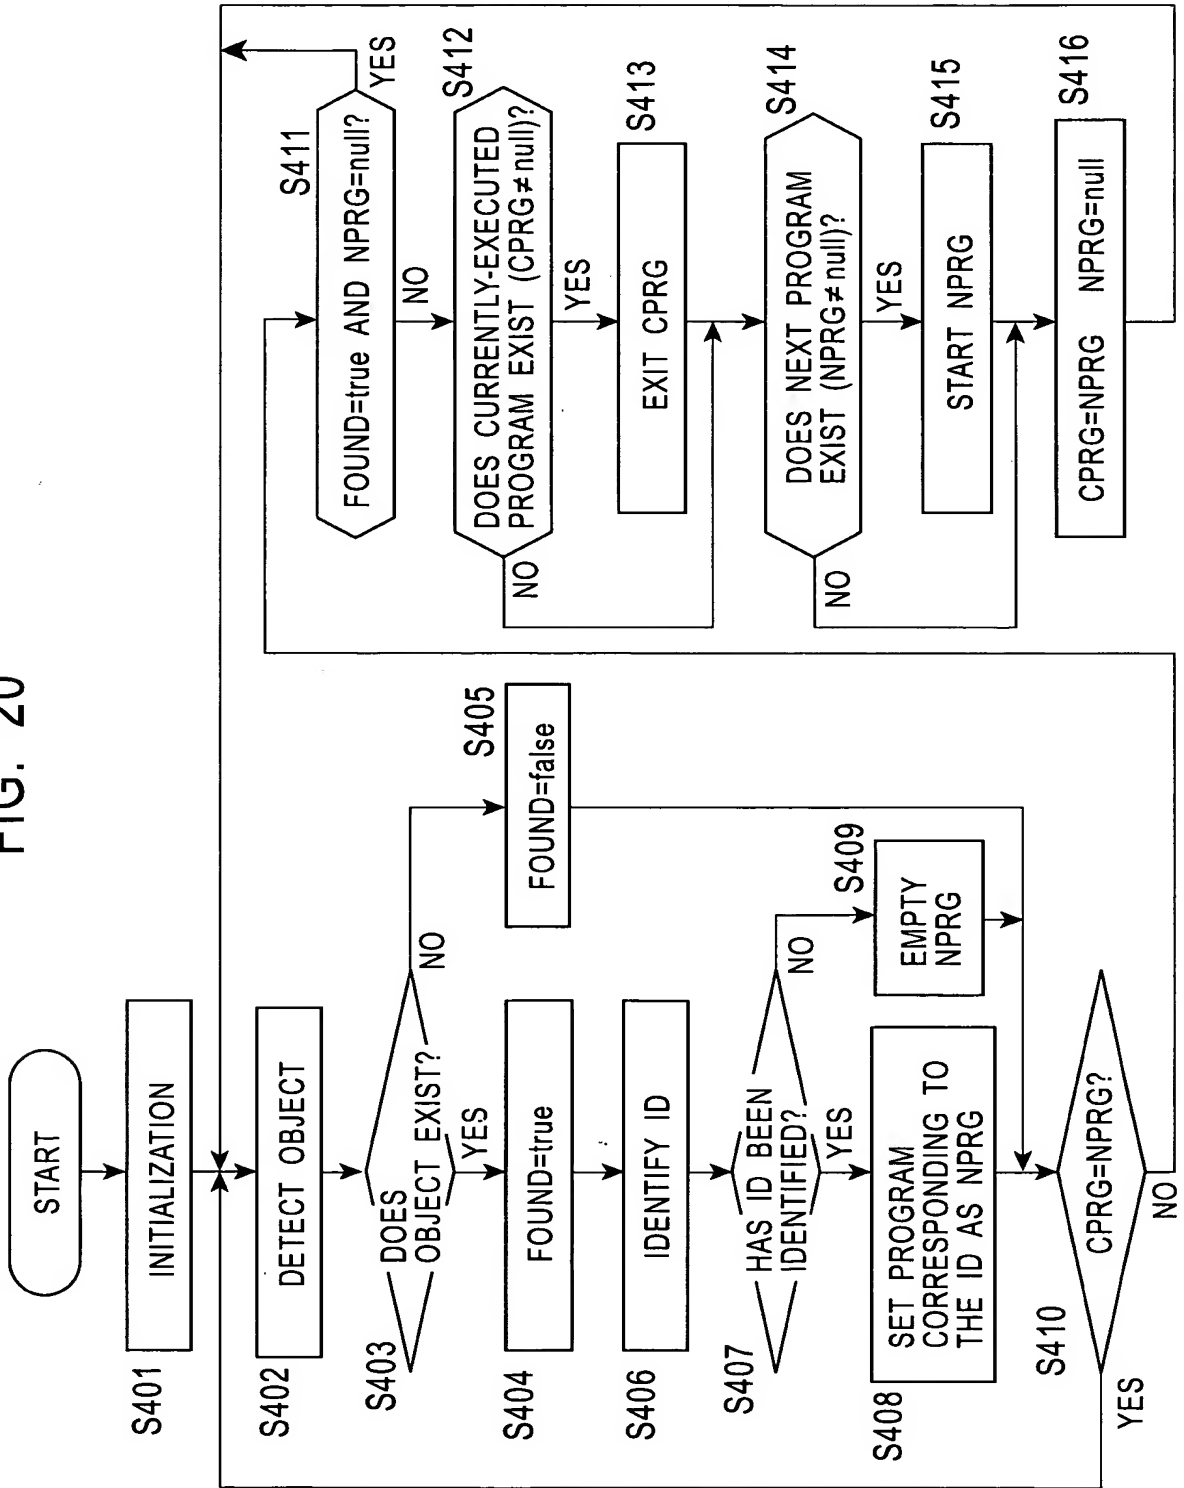 FIG. 20
START
S401
INITIALIZATION
S402
DETECT OBJECT
S403
DOES
OBJECT EXIST?
NO
YES
S404
FOUND=true
S405
FOUND=false
S406
IDENTIFY ID
S407
HAS ID BEEN
IDENTIFIED?
NO
YES
S408
SET PROGRAM
CORRESPONDING TO
THE ID AS NPRG
S409
EMPTY
NPRG
S410
CPRG=NPRG?
YES
NO
S411
FOUND=true AND NPRG=null?
YES
NO
S412
DOES CURRENTLY-EXECUTED
PROGRAM EXIST (CPRG≠null)?
NO
YES
S413
EXIT CPRG
S414
DOES NEXT PROGRAM
EXIST (NPRG≠null)?
NO
YES
S415
START NPRG
S416
CPRG=NPRG NPRG=null